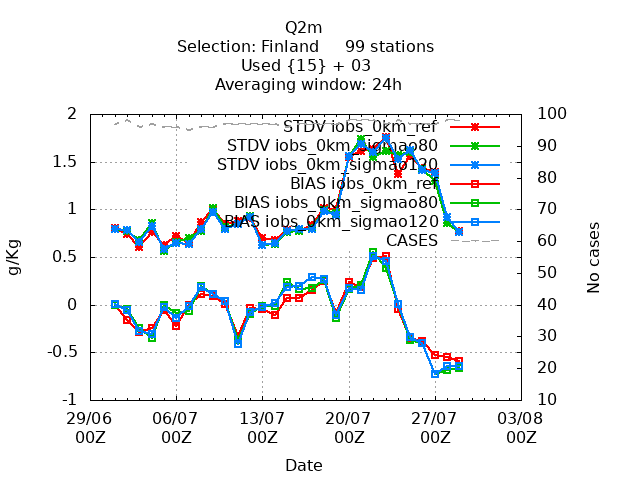 Q2m
Selection: Finland 99 stations
Used {15} + 03
Averaging window: 24h
2 100
STDV iobs_0km_ref
STDV iobs_0km_sigmao80
1.5 90
STDV iobs_0km_sigmao120
80
BIAS iobs_0km_ref
1 70
BIAS iobs_0km_sigmao80
BIAS iobs_0km_sigmao120
60
CASES
0.5 50
0 40
30
-0.5 20
-1 10
g/Kg
No cases
29/06 06/07 13/07 20/07 27/07 03/08
00Z 00Z 00Z 00Z 00Z 00Z
Date